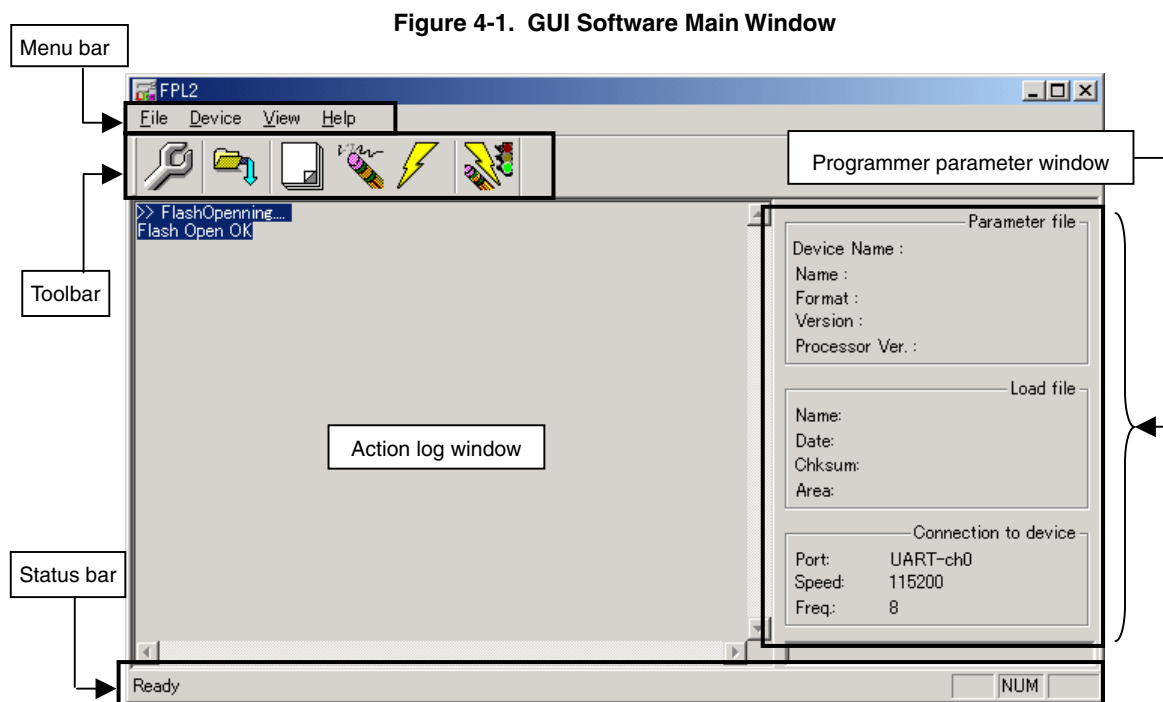 Figure 4-1. GUI Software Main Window
Menu bar
FPL2
File Device View Help
Programmer parameter window
Toolbar
>> FlashOpenning....
Flash Open OK
Parameter file
Device Name :
Name :
Format :
Version :
Processor Ver. :
Load file
Name:
Date:
Chksum:
Area:
Action log window
Connection to device
Port: UART-ch0
Speed: 115200
Freq.: 8
Status bar
Ready
NUM